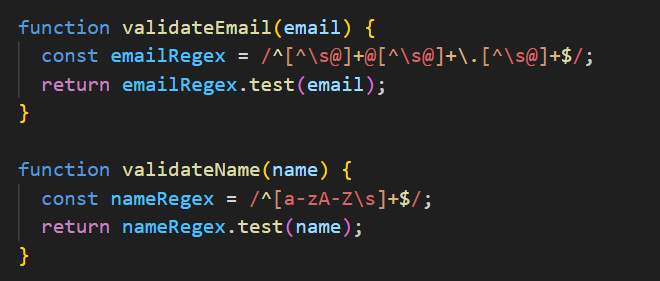 function validateEmail(email) {
  const emailRegex = /^[^\s@]+@[^\s@]+\.[^\s@]+$/;
  return emailRegex.test(email);
}

function validateName(name) {
  const nameRegex = /^[a-zA-Z\s]+$/;
  return nameRegex.test(name);
}